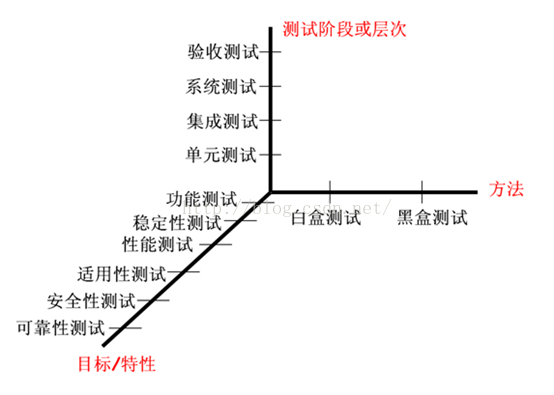 测试阶段或层次
验收测试
系统测试
集成测试
单元测试
方法
功能测试
http://blog.csdn.net/
白盒测试
黑盒测试
稳定性测试
性能测试
适用性测试
安全性测试
可靠性测试
目标/特性